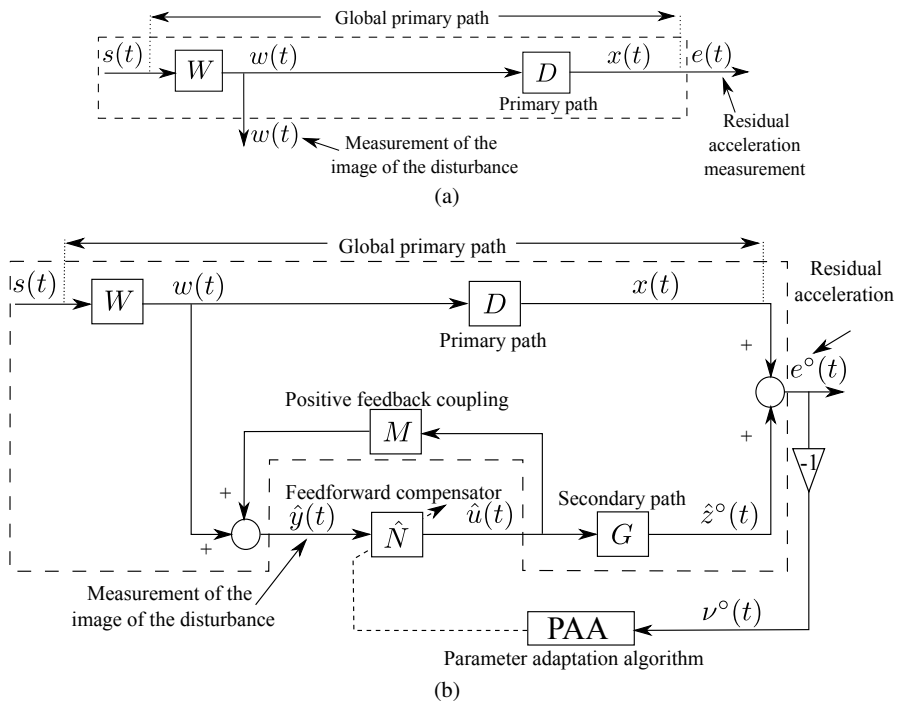 Global primary path
s(t)
W
w(t)
D
x(t)
e(t)
Primary path
w(t)
Measurement of the
image of the disturbance
Residual
acceleration
measurement
(a)
Global primary path
s(t)
W
w(t)
D
x(t)
Residual
acceleration
Primary path
+
e°(t)
Positive feedback coupling
M
+
-1
+
Feedforward compensator
Secondary path
ŷ(t)
N̂
û(t)
G
ẑ°(t)
+
Measurement of the
image of the disturbance
ν°(t)
PAA
Parameter adaptation algorithm
(b)